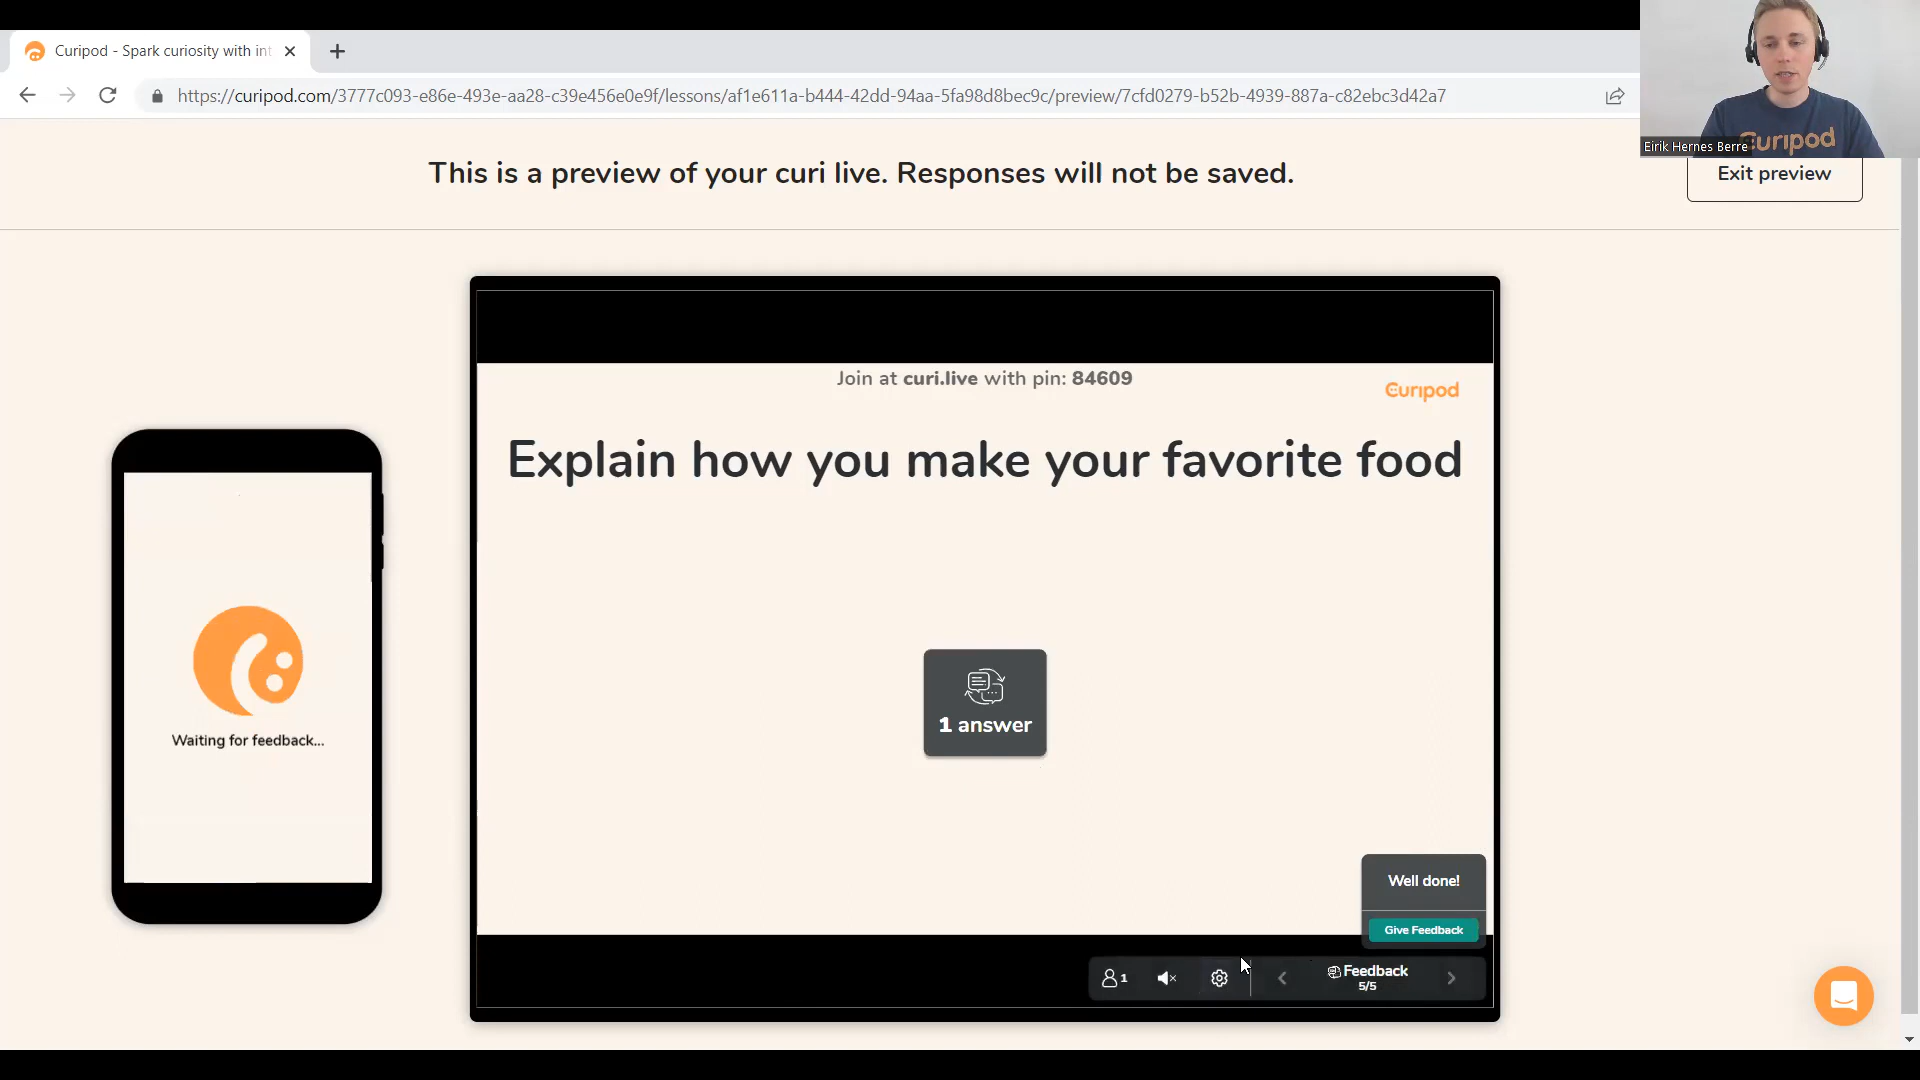 Curipod - Spark curiosity with int
https://curipod.com/3777c093-e86e-493e-aa28-c39e456e0e9f/lessons/af1e611a-b444-42dd-94aa-5fa98d8bec9c/preview/7cfd0279-b52b-4939-887a-c82ebc3d42a7
Curipod
Eirik Hernes Berre
This is a preview of your curi live. Responses will not be saved.
Exit preview
Join at curi.live with pin: 84609
Curipod
Explain how you make your favorite food
1 answer
Waiting for feedback...
Well done!
Give Feedback
1
Feedback
5/5